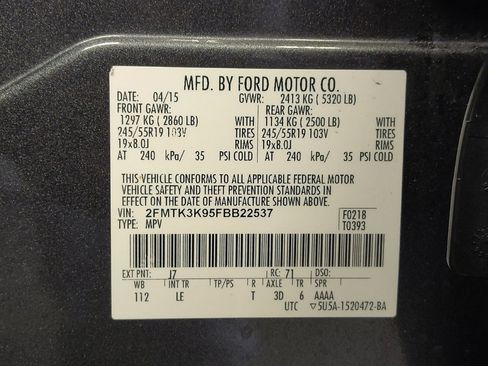 MFD. BY FORD MOTOR CO.
DATE: 04/15 GVWR: 2413 KG ( 5320 LB)
FRONT GAWR: REAR GAWR:
1297 KG ( 2860 LB) WITH 1134 KG ( 2500 LB) WITH
245/55R19 103V TIRES 245/55R19 103V TIRES
19x8.0J RIMS 19x8.0J RIMS
AT 240 kPa/ 35 PSI COLD AT 240 kPa/ 35 PSI COLD
THIS VEHICLE CONFORMS TO ALL APPLICABLE FEDERAL MOTOR
VEHICLE SAFETY AND THEFT PREVENTION STANDARDS IN
EFFECT ON THE DATE OF MANUFACTURE SHOWN ABOVE.
VIN: 2FMTK3K95FBB22537 F0218
TYPE: MPV T0393
EXT PNT: J7 RC: 71 DSO:
WB INT TR TP/PS R AXLE TR SPR
112 LE T 3D 6 AAAA
UTC ▽5U5A-1520472-BA